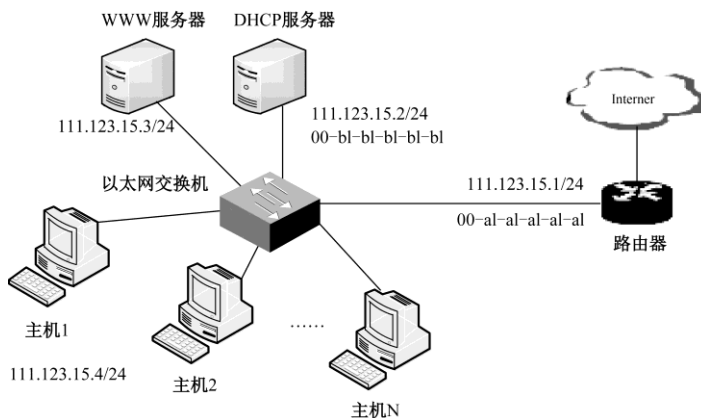 WWW服务器
DHCP服务器
Internet
111.123.15.3/24
111.123.15.2/24
00-bl-bl-bl-bl-bl
以太网交换机
111.123.15.1/24
00-al-al-al-al-al
路由器
主机1
111.123.15.4/24
主机2
……
主机N